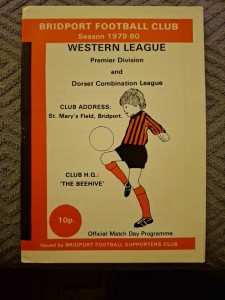 BRIDPORT FOOTBALL CLUB
Season 1979-80
WESTERN LEAGUE
Premier Division
and
Dorset Combination League
CLUB ADDRESS:
St. Mary's Field, Bridport.
CLUB H.Q.:
'THE BEEHIVE'
10p.
Official Match Day Programme
Issued by BRIDPORT FOOTBALL SUPPORTERS CLUB